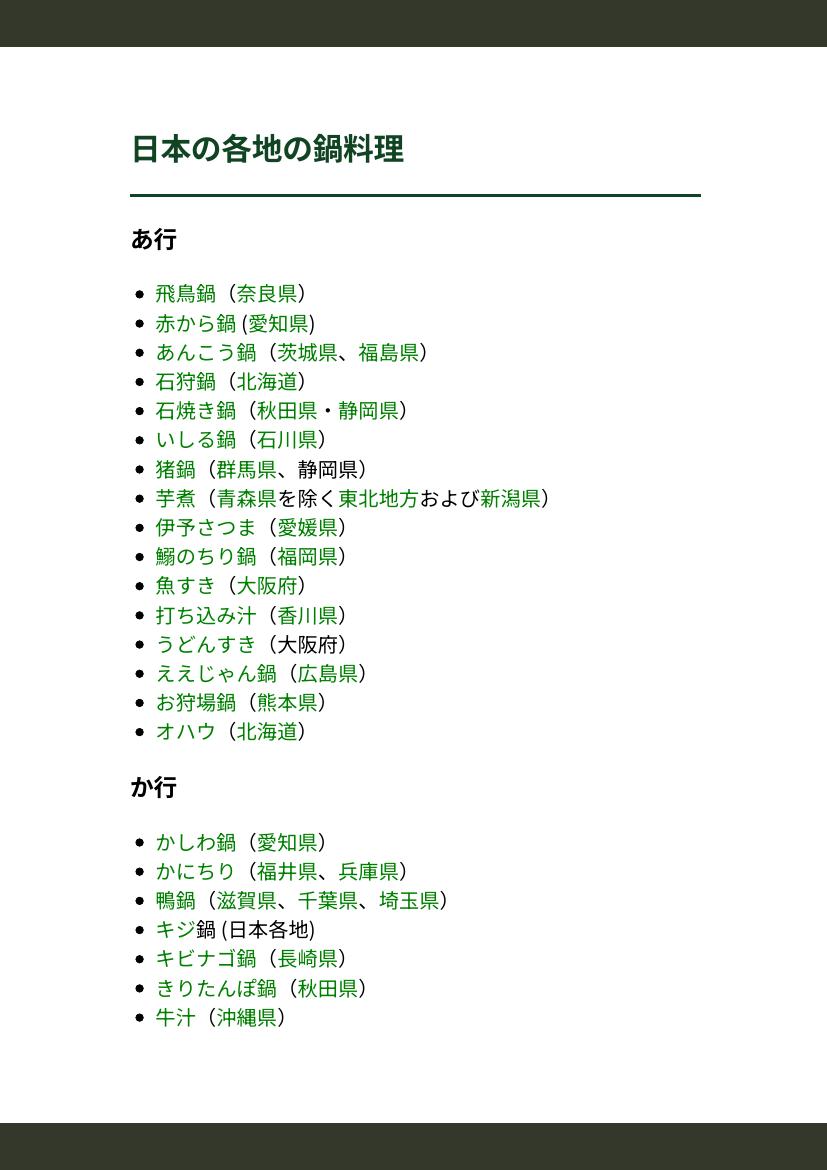 日本の各地の鍋料理
あ行
飛鳥鍋（奈良県）
赤から鍋 (愛知県)
あんこう鍋（茨城県、福島県）
石狩鍋（北海道）
石焼き鍋（秋田県・静岡県）
いしる鍋（石川県）
猪鍋（群馬県、静岡県）
芋煮（青森県を除く東北地方および新潟県）
伊予さつま（愛媛県）
鰯のちり鍋（福岡県）
魚すき（大阪府）
打ち込み汁（香川県）
うどんすき（大阪府）
ええじゃん鍋（広島県）
お狩場鍋（熊本県）
オハウ（北海道）
か行
かしわ鍋（愛知県）
かにちり（福井県、兵庫県）
鴨鍋（滋賀県、千葉県、埼玉県）
キジ鍋 (日本各地)
キビナゴ鍋（長崎県）
きりたんぽ鍋（秋田県）
牛汁（沖縄県）